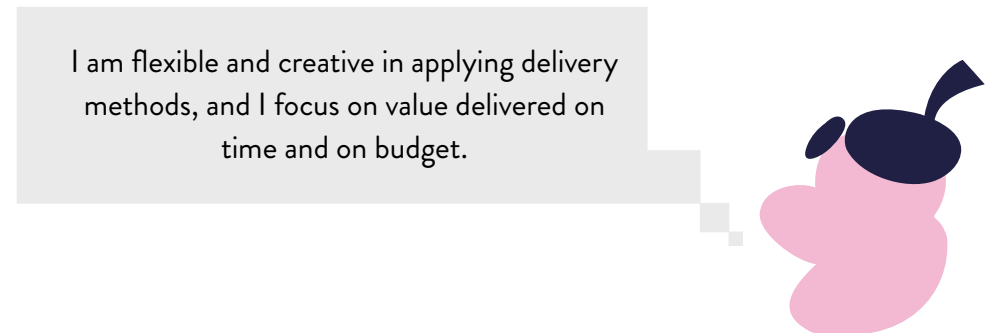 I am flexible and creative in applying delivery
methods, and I focus on value delivered on
time and on budget.